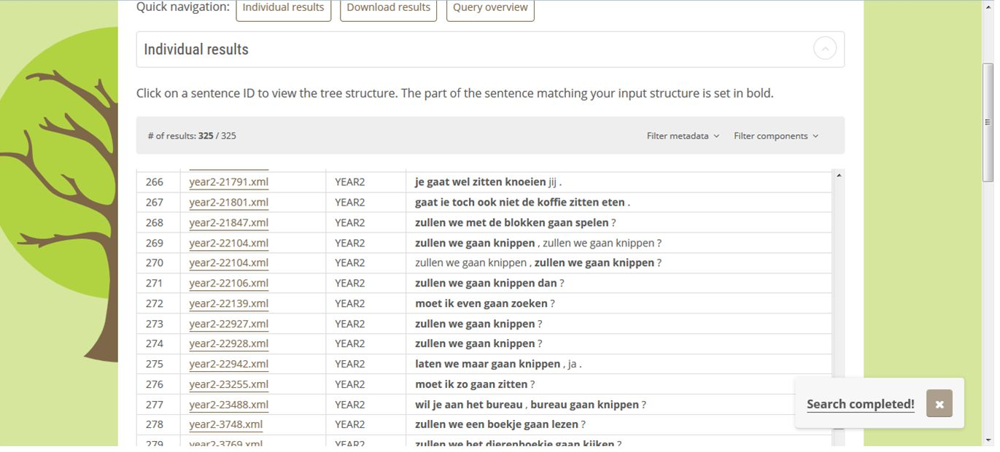 Quick navigation: Individual results Download results Query overview
Individual results
Click on a sentence ID to view the tree structure. The part of the sentence matching your input structure is set in bold.
# of results: 325 / 325 Filter metadata Filter components
266 year2-21791.xml YEAR2 je gaat wel zitten knoeien jij .
267 year2-21801.xml YEAR2 gaat ie toch ook niet de koffie zitten eten .
268 year2-21847.xml YEAR2 zullen we met de blokken gaan spelen ?
269 year2-22104.xml YEAR2 zullen we gaan knippen , zullen we gaan knippen ?
270 year2-22104.xml YEAR2 zullen we gaan knippen , zullen we gaan knippen ?
271 year2-22106.xml YEAR2 zullen we gaan knippen dan ?
272 year2-22139.xml YEAR2 moet ik even gaan zoeken ?
273 year2-22927.xml YEAR2 zullen we gaan knippen ?
274 year2-22928.xml YEAR2 zullen we gaan knippen ?
275 year2-22942.xml YEAR2 laten we maar gaan knippen , ja .
276 year2-23255.xml YEAR2 moet ik zo gaan zitten ?
277 year2-23488.xml YEAR2 wil je aan het bureau , bureau gaan knippen ?
Search completed!
278 year2-3748.xml YEAR2 zullen we een boekje gaan lezen ?
279 year2-3769.xml YEAR2 zullen we het dierenboekje gaan kijken ?